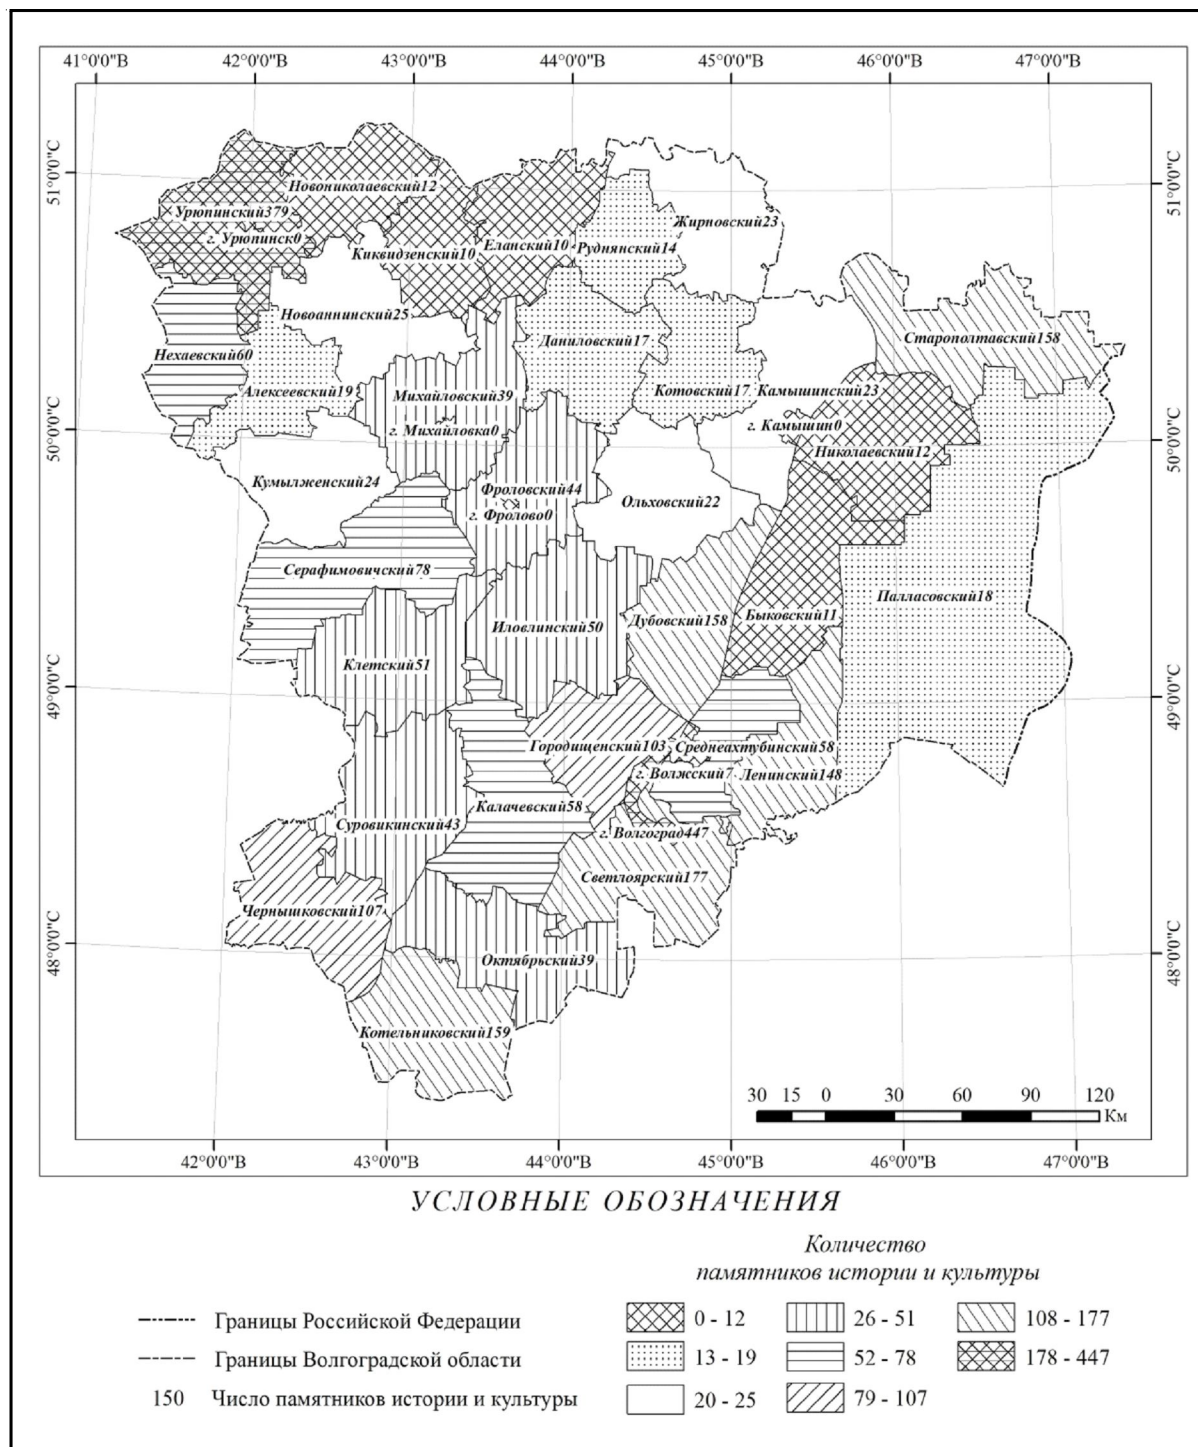 41°0'0"В 42°0'0"В 43°0'0"В 44°0'0"В 45°0'0"В 46°0'0"В 47°0'0"В
51°0'0"С
51°0'0"С
Новониколаевский12
Урюпинский379
г. Урюпинск0
Киквидзенский10
Еланский10
Руднянский14
Жирновский23
Новоаннинский25
Нехаевский60
Алексеевский19
Даниловский17
Старополтавский158
Михайловский39
Котовский17
Камышинский23
г. Михайловка0
г. Камышин0
50°0'0"С
50°0'0"С
Николаевский12
Кумылженский24
Фроловский44
Ольховский22
г. Фролово0
Серафимовичский78
Палласовский18
Иловлинский50
Дубовский158
Быковский11
Клетский51
49°0'0"С
49°0'0"С
Городищенский103
Среднеахтубинский58
г. Волжский7
Ленинский148
Калачевский58
Суровикинский43
г. Волгоград447
Светлоярский177
Чернышковский107
48°0'0"С
48°0'0"С
Октябрьский39
Котельниковский159
30 15 0 30 60 90 120
Км
42°0'0"В 43°0'0"В 44°0'0"В 45°0'0"В 46°0'0"В 47°0'0"В
УСЛОВНЫЕ ОБОЗНАЧЕНИЯ
Количество
памятников истории и культуры
Границы Российской Федерации
Границы Волгоградской области
150 Число памятников истории и культуры
0 - 12
13 - 19
20 - 25
26 - 51
52 - 78
79 - 107
108 - 177
178 - 447